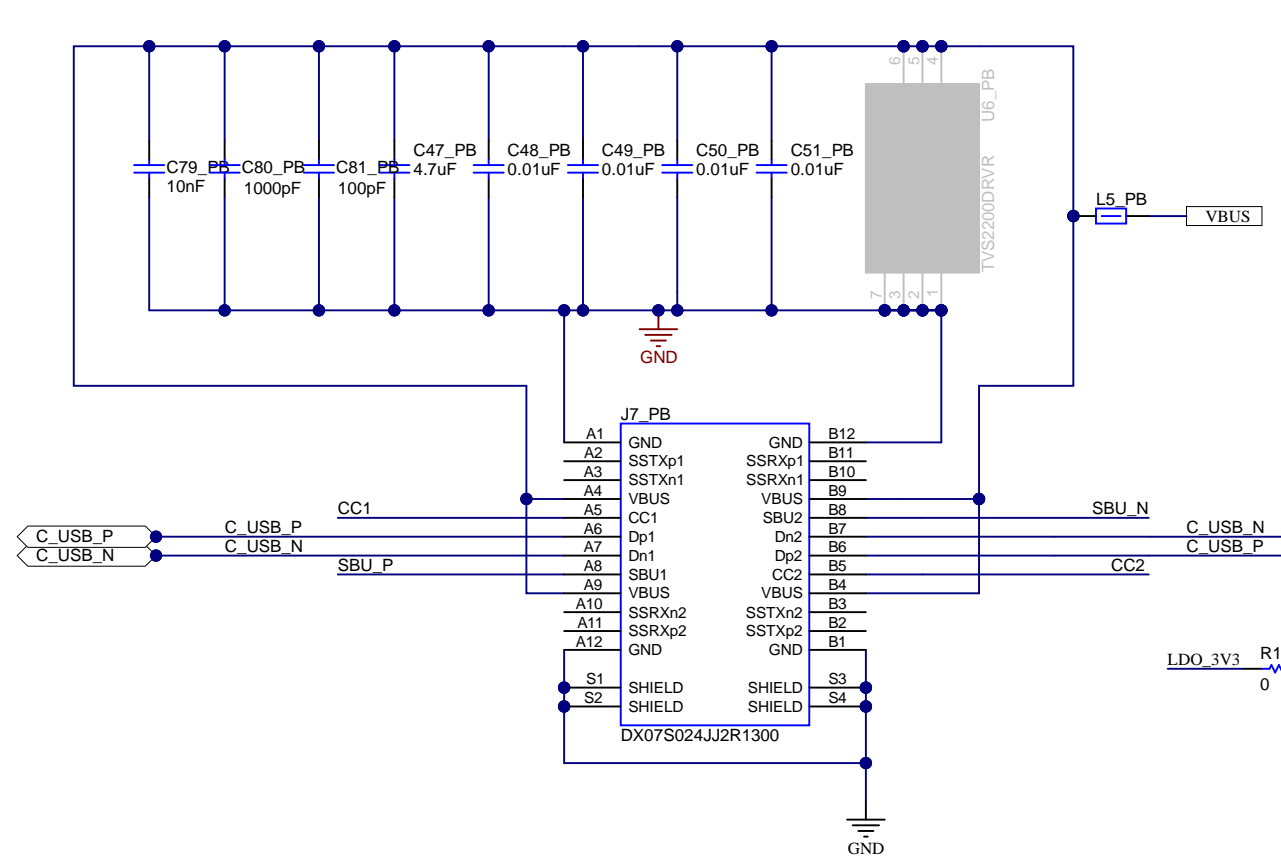 6
5
4
U6_PB
C79_PB
10nF
C80_PB
1000pF
C81_PB
100pF
C47_PB
4.7uF
C48_PB
0.01uF
C49_PB
0.01uF
C50_PB
0.01uF
C51_PB
0.01uF
TVS2200DRVR
L5_PB
VBUS
7
3
2
1
GND
J7_PB
A1 GND GND B12
A2 SSTXp1 SSRXp1 B11
A3 SSTXn1 SSRXn1 B10
A4 VBUS VBUS B9
CC1 A5 CC1 SBU2 B8 SBU_N
C_USB_P C_USB_P A6 Dp1 Dn2 B7 C_USB_N
C_USB_N C_USB_N A7 Dn1 Dp2 B6 C_USB_P
SBU_P A8 SBU1 CC2 B5 CC2
A9 VBUS VBUS B4
A10 SSRXn2 SSTXn2 B3
A11 SSRXp2 SSTXp2 B2
A12 GND GND B1
S1 SHIELD SHIELD S3
S2 SHIELD SHIELD S4
DX07S024JJ2R1300
LDO_3V3
R1
0
GND